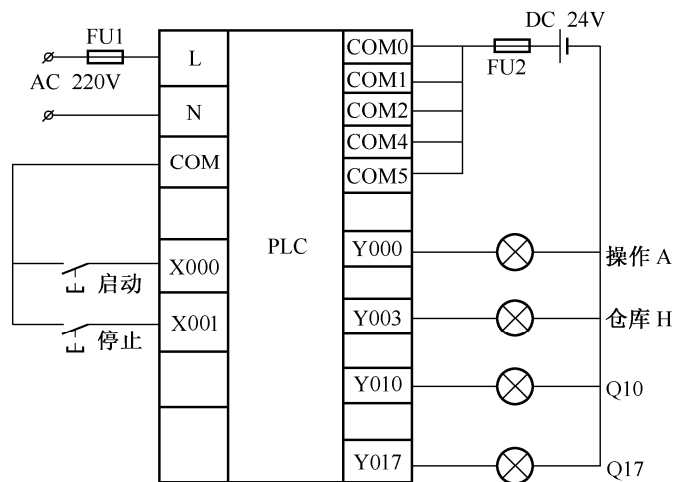 FU1
AC 220V
L
N
COM
X000
启动
X001
停止
PLC
COM0
COM1
COM2
COM4
COM5
Y000
Y003
Y010
Y017
FU2
DC 24V
操作 A
仓库 H
Q10
Q17